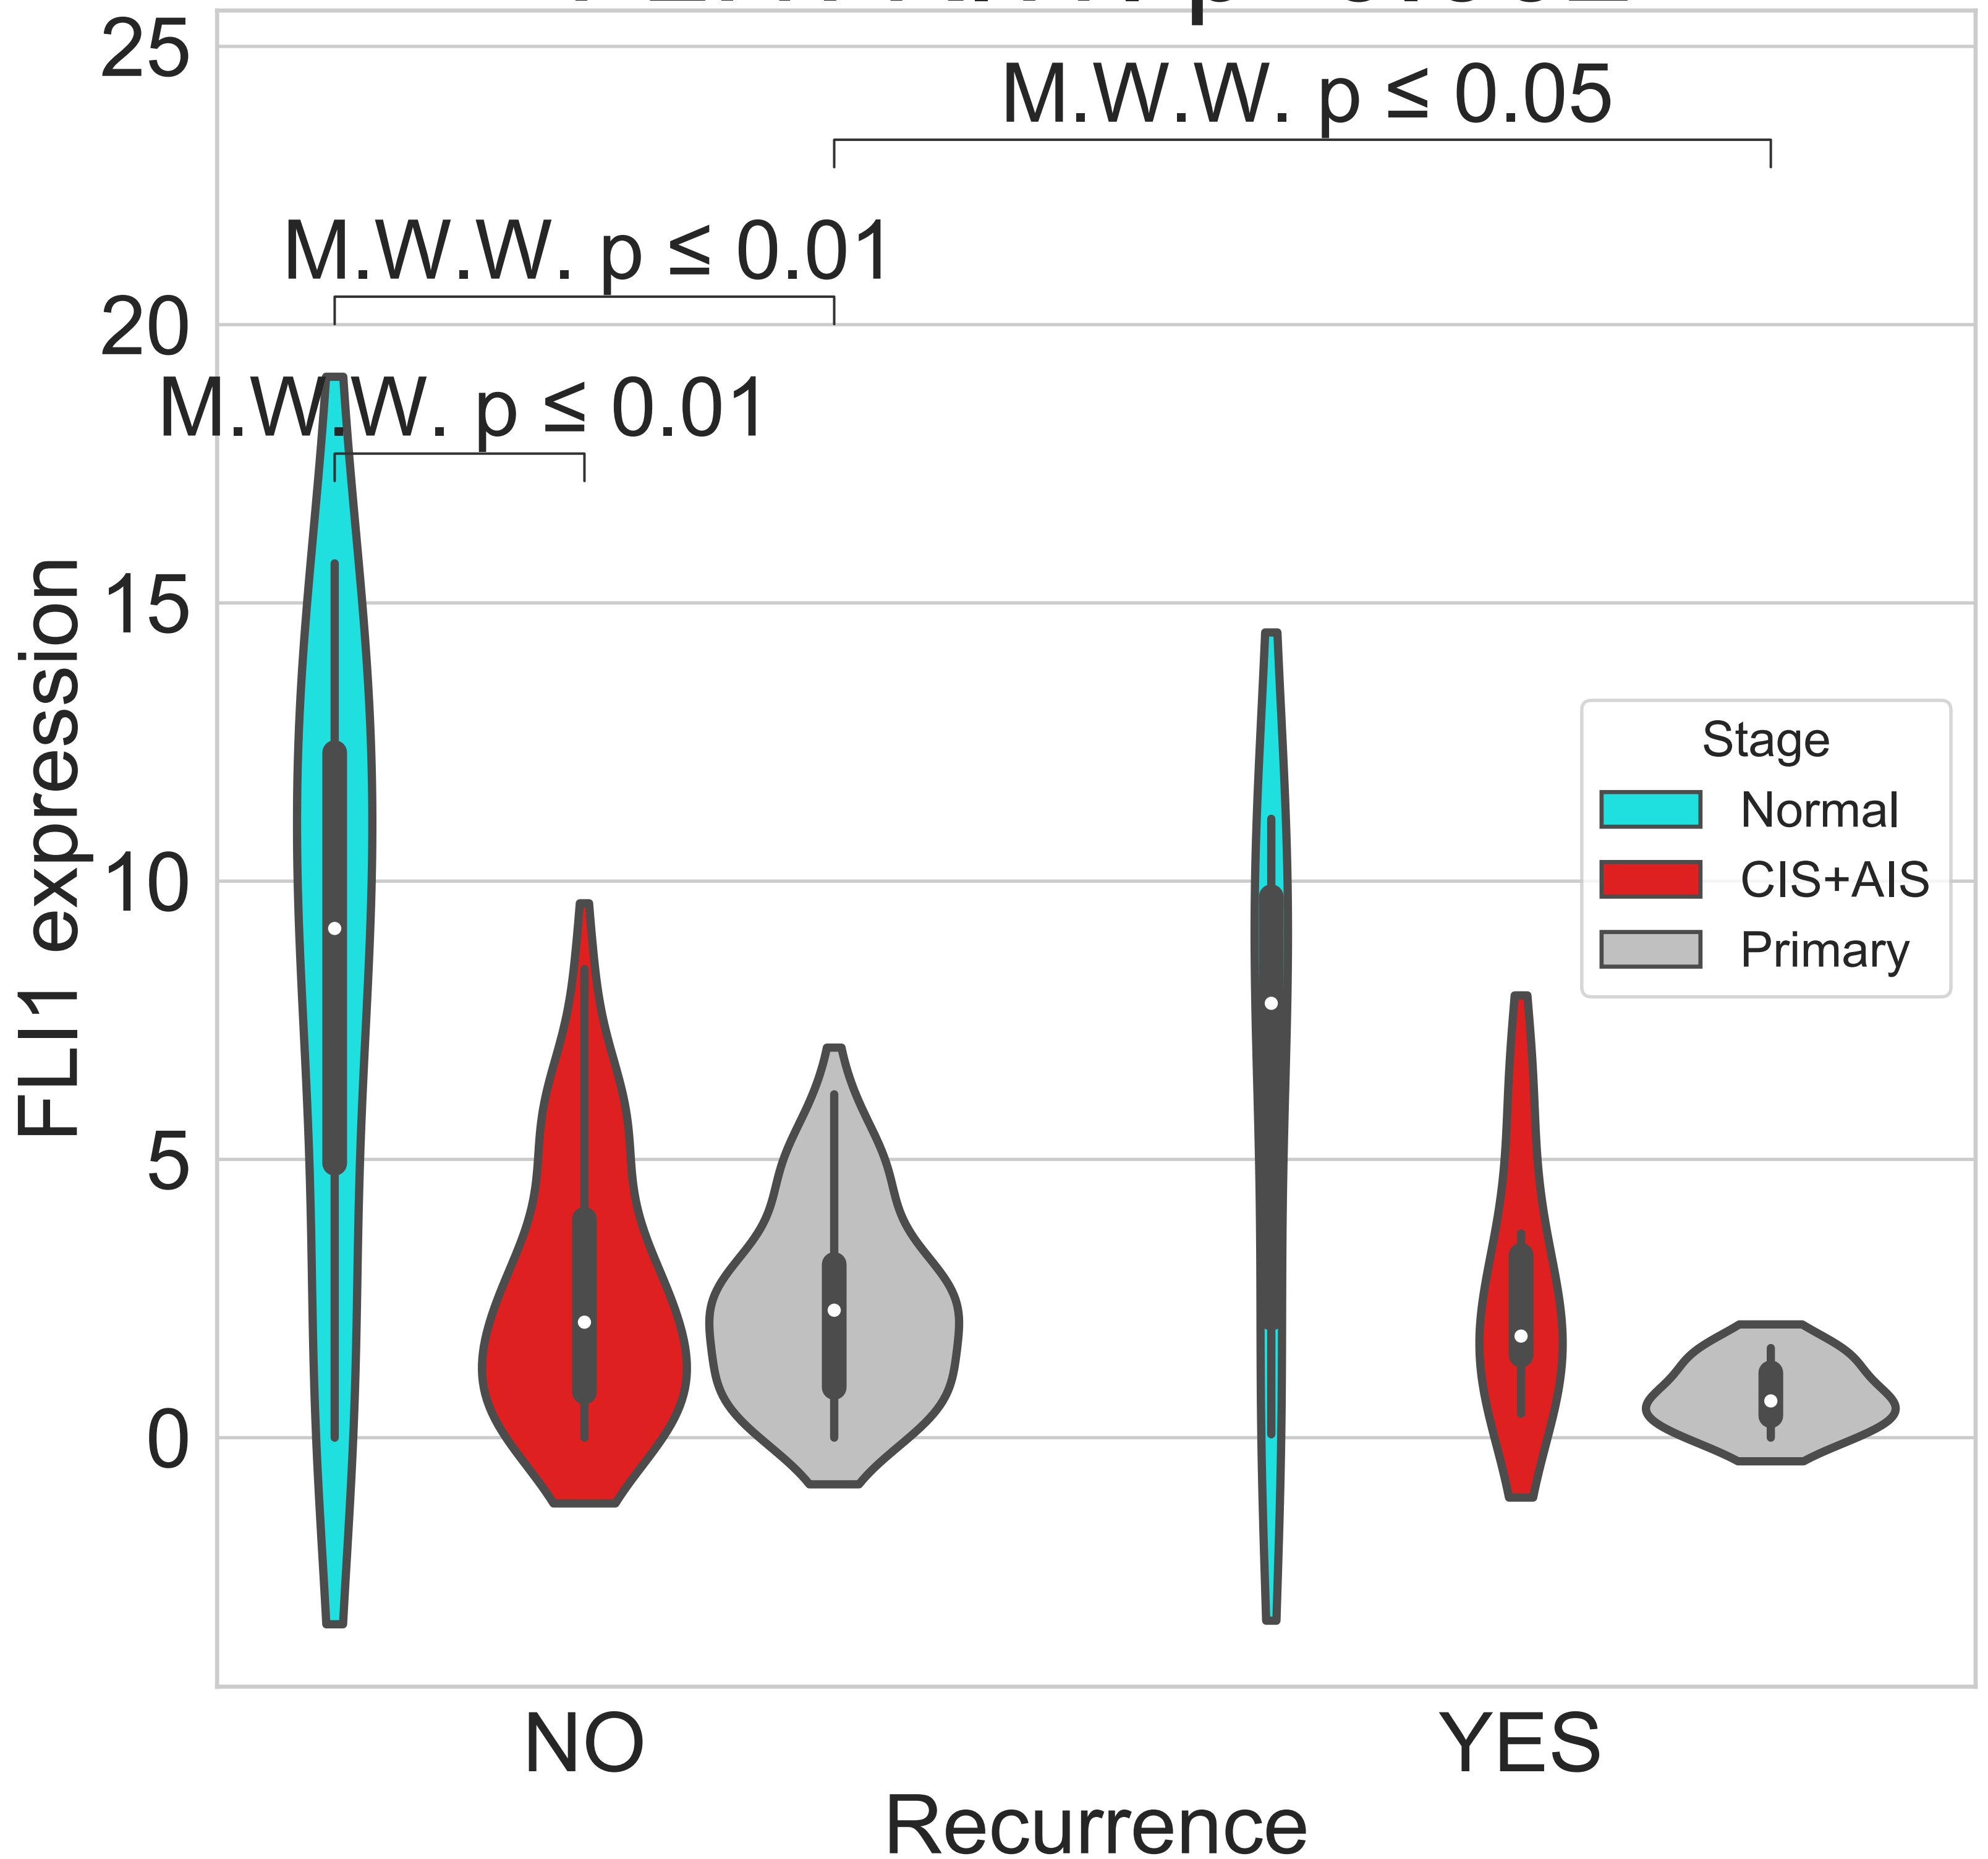 25
M.W.W. p ≤ 0.05
M.W.W. p ≤ 0.01
20
M.W.W. p ≤ 0.01
15
10
5
0
FLI1 expression
Stage
Normal
CIS+AIS
Primary
NO
YES
Recurrence